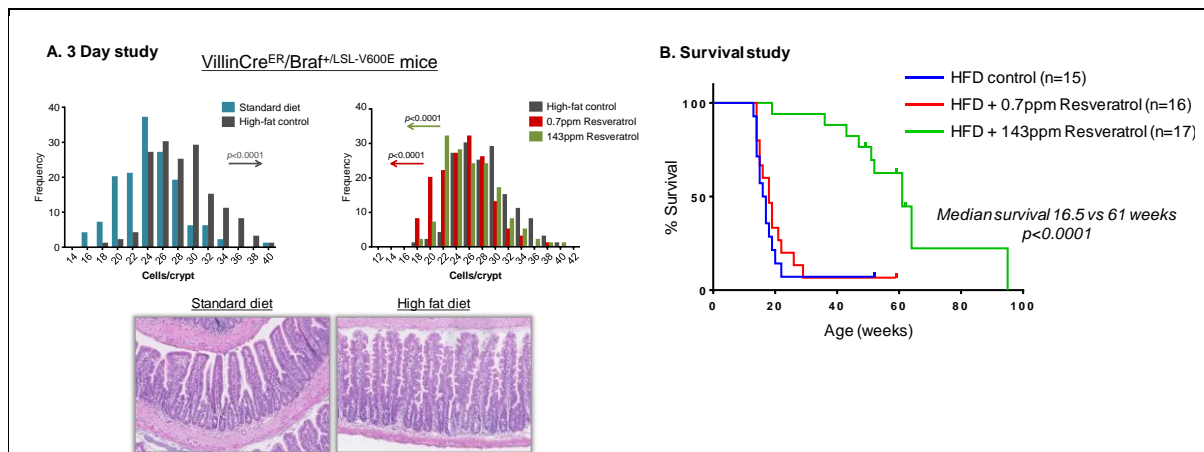 A. 3 Day study
VillinCreER/Braf+/LSL-V600E mice
40
30
20
10
0
Frequency
Standard diet
High-fat control
p<0.0001
14 16 18 20 22 24 26 28 30 32 34 36 38 40
Cells/crypt
40
30
20
10
0
Frequency
High-fat control
0.7ppm Resveratrol
143ppm Resveratrol
p<0.0001
p<0.0001
12 14 16 18 20 22 24 26 28 30 32 34 36 38 40 42
Cells/crypt
Standard diet
High fat diet
B. Survival study
HFD control (n=15)
HFD + 0.7ppm Resveratrol (n=16)
HFD + 143ppm Resveratrol (n=17)
100
50
0
% Survival
Median survival 16.5 vs 61 weeks
p<0.0001
0 20 40 60 80 100
Age (weeks)